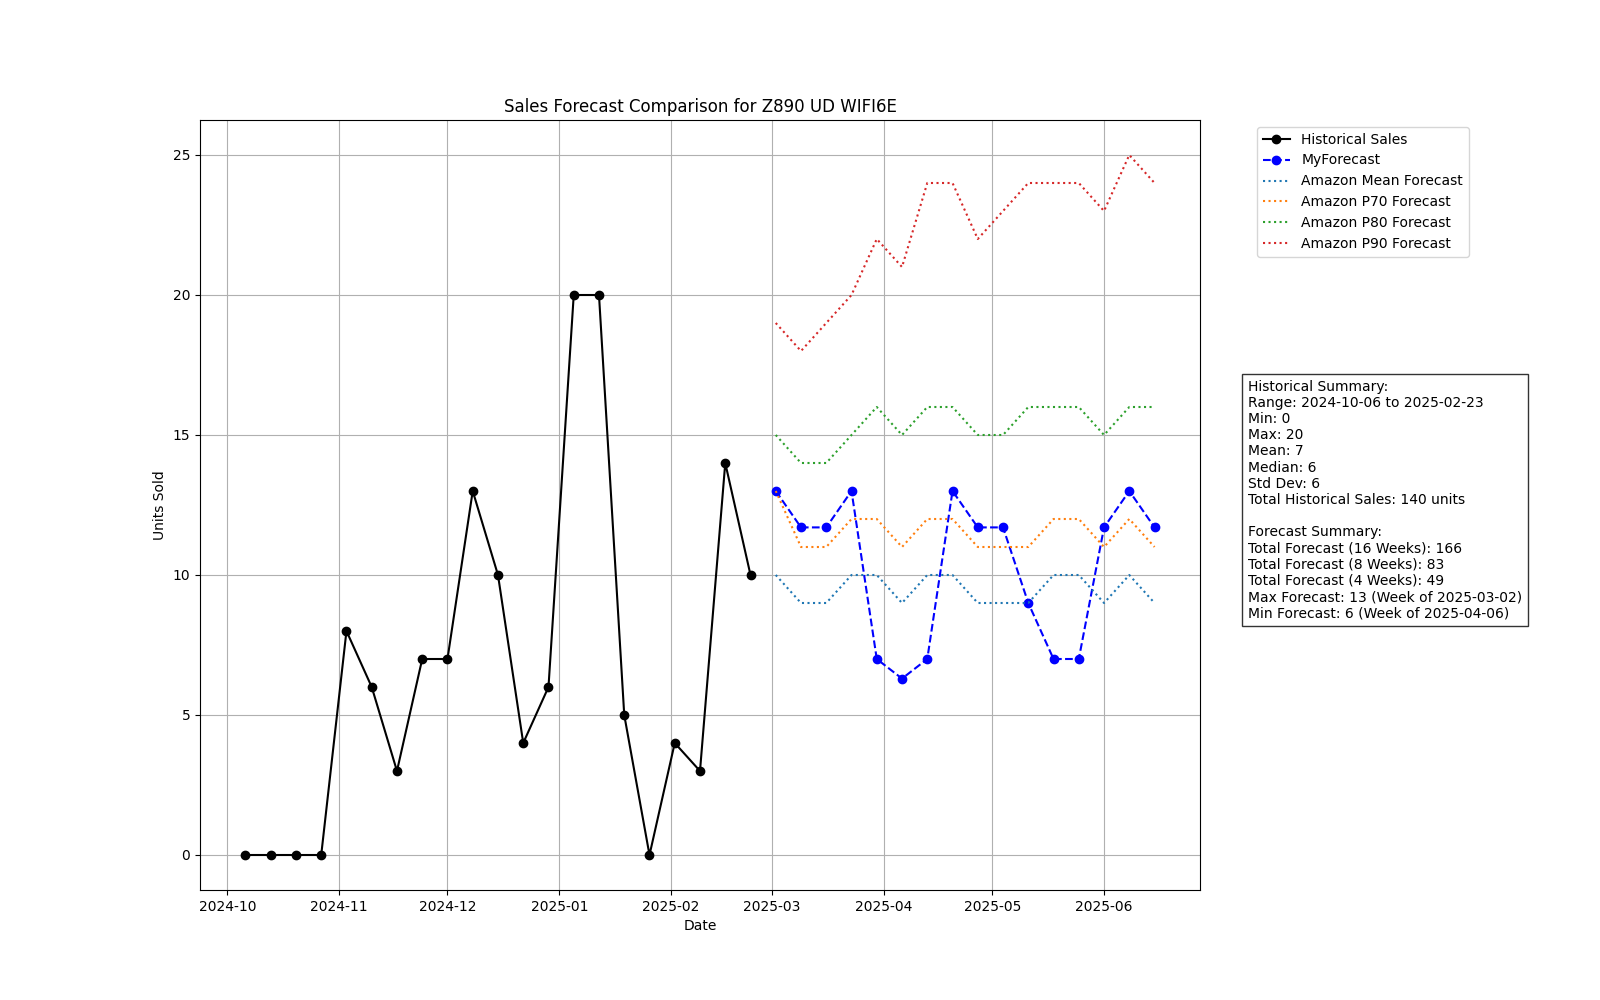 Sales Forecast Comparison for Z890 UD WIFI6E
25
20
15
10
5
0
Units Sold
2024-10
2024-11
2024-12
2025-01
2025-02
2025-03
2025-04
2025-05
2025-06
Date
Historical Sales
MyForecast
Amazon Mean Forecast
Amazon P70 Forecast
Amazon P80 Forecast
Amazon P90 Forecast
Historical Summary:
Range: 2024-10-06 to 2025-02-23
Min: 0
Max: 20
Mean: 7
Median: 6
Std Dev: 6
Total Historical Sales: 140 units
Forecast Summary:
Total Forecast (16 Weeks): 166
Total Forecast (8 Weeks): 83
Total Forecast (4 Weeks): 49
Max Forecast: 13 (Week of 2025-03-02)
Min Forecast: 6 (Week of 2025-04-06)